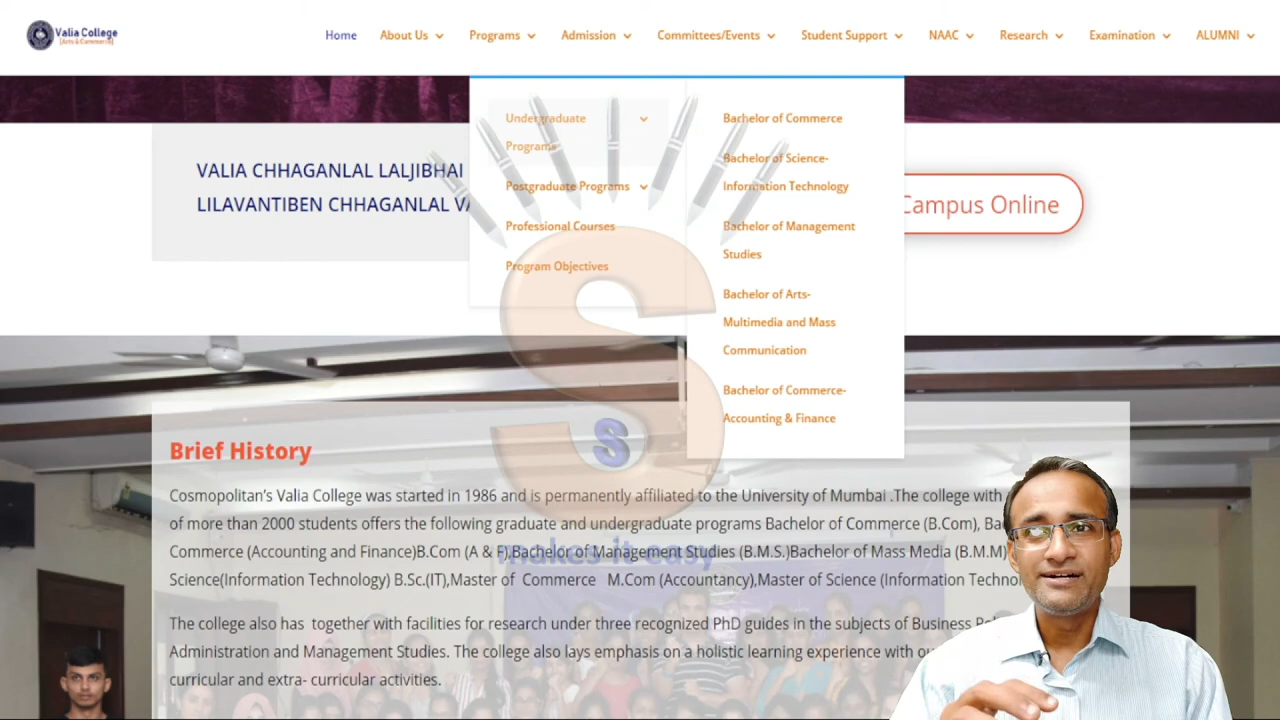 Valia College
[Arts & Commerce]
Home
About Us
Programs
Admission
Committees/Events
Student Support
NAAC
Research
Examination
ALUMNI
Undergraduate
Programs
Postgraduate Programs
Professional Courses
Program Objectives
Bachelor of Commerce
Bachelor of Science-
Information Technology
Bachelor of Management
Studies
Bachelor of Arts-
Multimedia and Mass
Communication
Bachelor of Commerce-
Accounting & Finance
VALIA CHHAGANLAL LALJIBHAI
LILAVANTIBEN CHHAGANLAL
Campus Online
S
s
makes it easy
Brief History
Cosmopolitan's Valia College was started in 1986 and is permanently affiliated to the University of Mumbai .The college with
of more than 2000 students offers the following graduate and undergraduate programs Bachelor of Commerce (B.Com),
Commerce (Accounting and Finance)B.Com (A & F),Bachelor of Management Studies (B.M.S.)Bachelor of Mass Media (B.M.M)
Science(Information Technology) B.Sc.(IT),Master of Commerce M.Com (Accountancy),Master of Science (Information
The college also has together with facilities for research under three recognized PhD guides in the subjects of Business
Administration and Management Studies. The college also lays emphasis on a holistic learning experience with
curricular and extra- curricular activities.